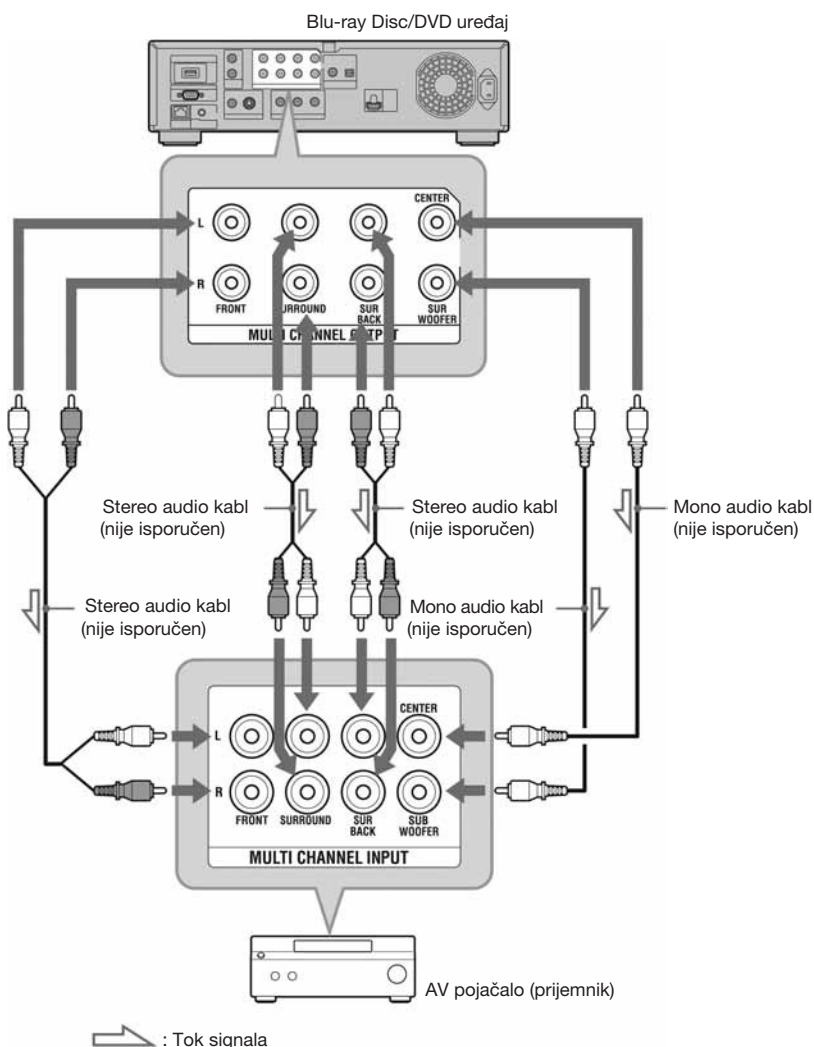 Blu-ray Disc/DVD uređaj
CENTER
L
R
FRONT
SURROUND
SUR
BACK
SUR
WOOFER
MULTI CHANNEL OUTPUT
Stereo audio kabl
(nije isporučen)
Stereo audio kabl
(nije isporučen)
Mono audio kabl
(nije isporučen)
Stereo audio kabl
(nije isporučen)
Mono audio kabl
(nije isporučen)
CENTER
L
R
FRONT
SURROUND
SUR
BACK
SUB
WOOFER
MULTI CHANNEL INPUT
AV pojačalo (prijemnik)
: Tok signala